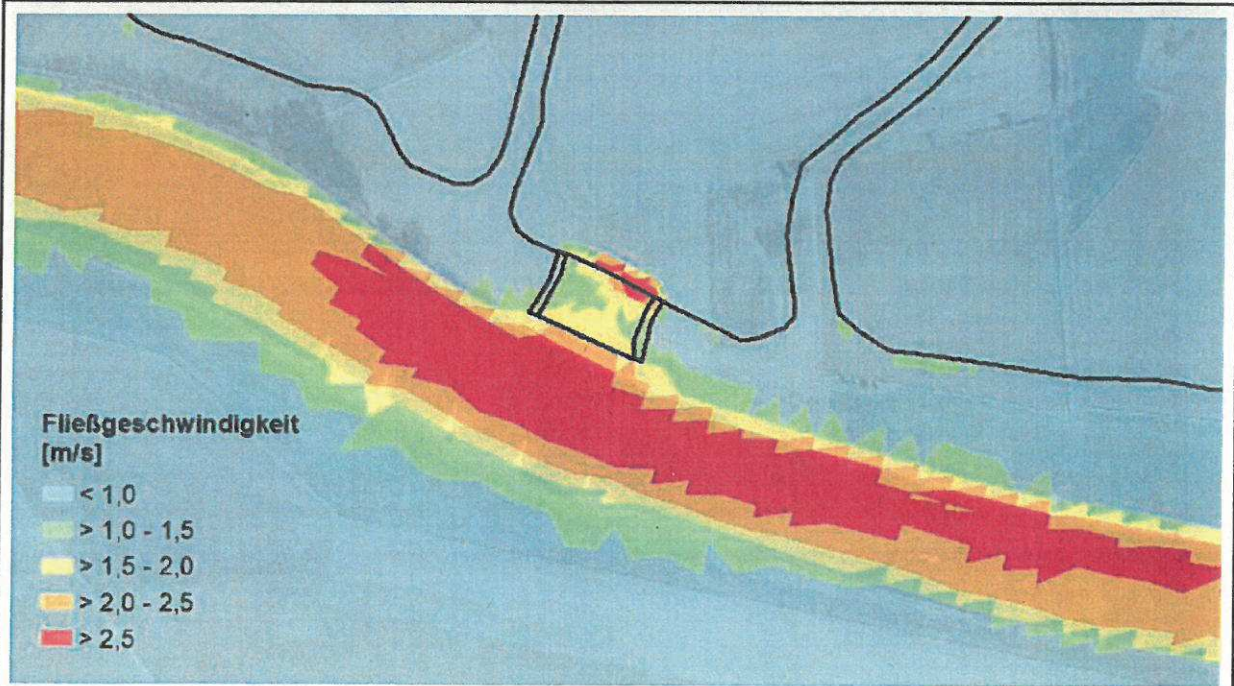 Fließgeschwindigkeit
[m/s]
< 1,0
> 1,0 - 1,5
> 1,5 - 2,0
> 2,0 - 2,5
> 2,5